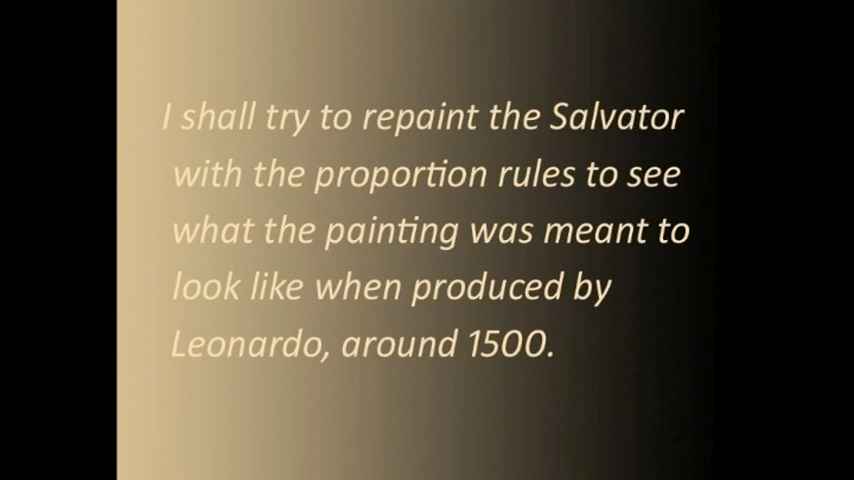 I shall try to repaint the Salvator
with the proportion rules to see
what the painting was meant to
look like when produced by
Leonardo, around 1500.